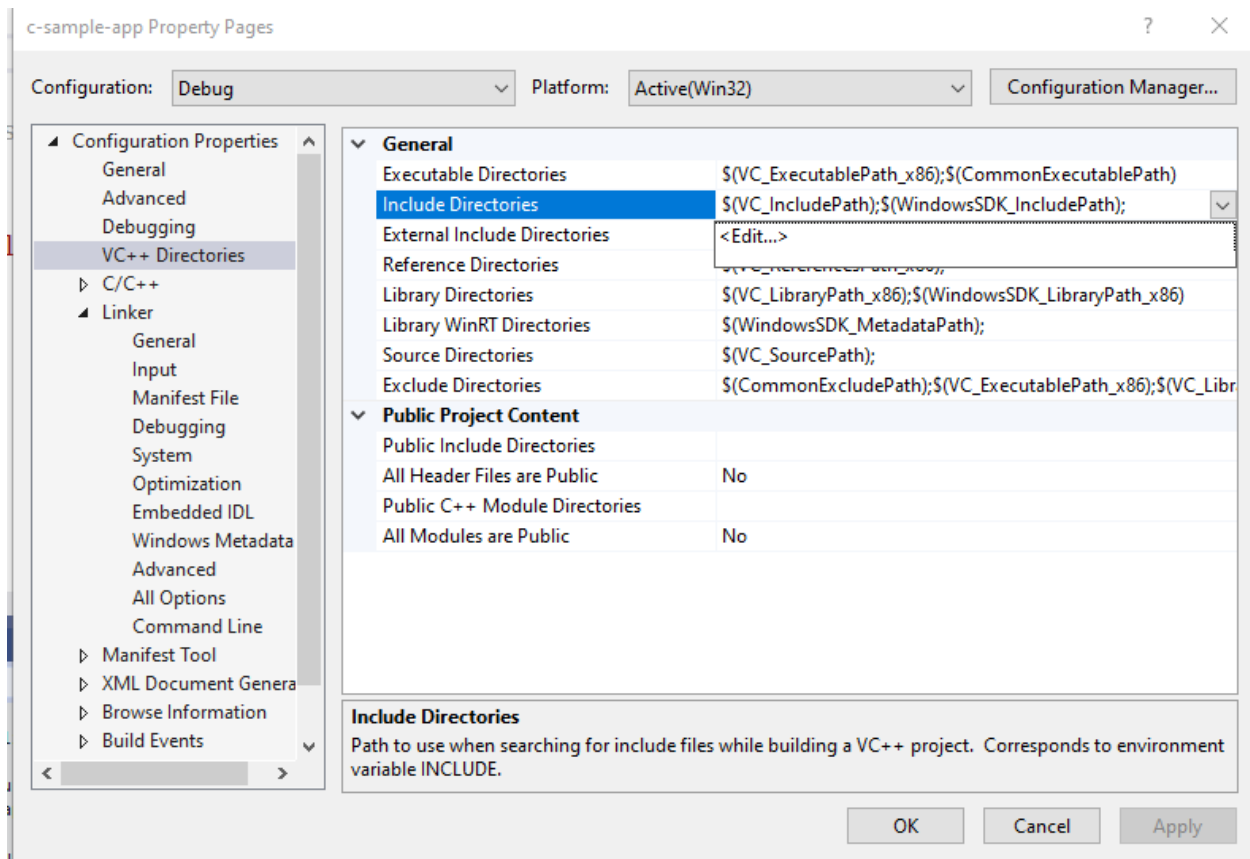 c-sample-app Property Pages
Configuration: Debug Platform: Active(Win32) Configuration Manager...
Configuration Properties
General
Advanced
Debugging
VC++ Directories
C/C++
Linker
General
Input
Manifest File
Debugging
System
Optimization
Embedded IDL
Windows Metadata
Advanced
All Options
Command Line
Manifest Tool
XML Document Genera
Browse Information
Build Events
General
Executable Directories $(VC_ExecutablePath_x86);$(CommonExecutablePath)
Include Directories $(VC_IncludePath);$(WindowsSDK_IncludePath);
External Include Directories <Edit...>
Reference Directories
Library Directories $(VC_LibraryPath_x86);$(WindowsSDK_LibraryPath_x86)
Library WinRT Directories $(WindowsSDK_MetadataPath);
Source Directories $(VC_SourcePath);
Exclude Directories $(CommonExcludePath);$(VC_ExecutablePath_x86);$(VC_Libr
Public Project Content
Public Include Directories
All Header Files are Public No
Public C++ Module Directories
All Modules are Public No
Include Directories
Path to use when searching for include files while building a VC++ project. Corresponds to environment
variable INCLUDE.
OK Cancel Apply